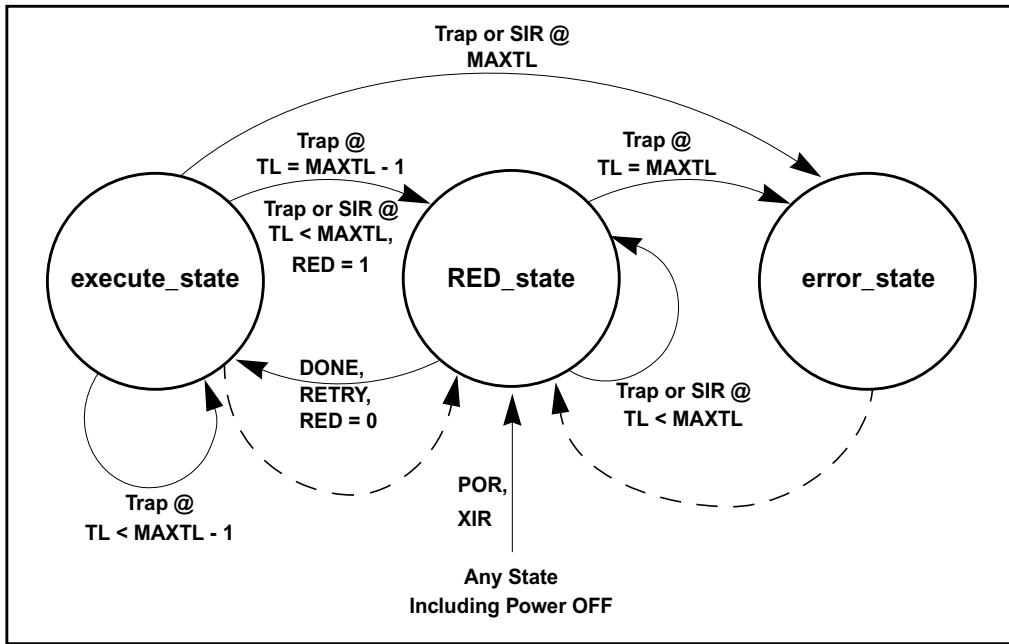 Trap or SIR @
MAXTL
Trap @
TL = MAXTL - 1
Trap @
TL = MAXTL
Trap or SIR @
TL < MAXTL,
RED = 1
execute_state
RED_state
error_state
DONE,
RETRY,
RED = 0
Trap or SIR @
TL < MAXTL
Trap @
TL < MAXTL - 1
POR,
XIR
Any State
Including Power OFF